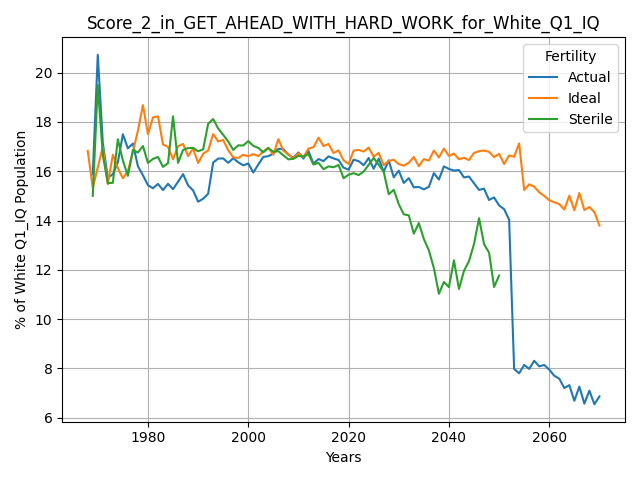 Score_2_in_GET_AHEAD_WITH_HARD_WORK_for_White_Q1_IQ
Fertility
Actual
Ideal
Sterile
% of White Q1_IQ Population
20
18
16
14
12
10
8
6
1980
2000
2020
2040
2060
Years